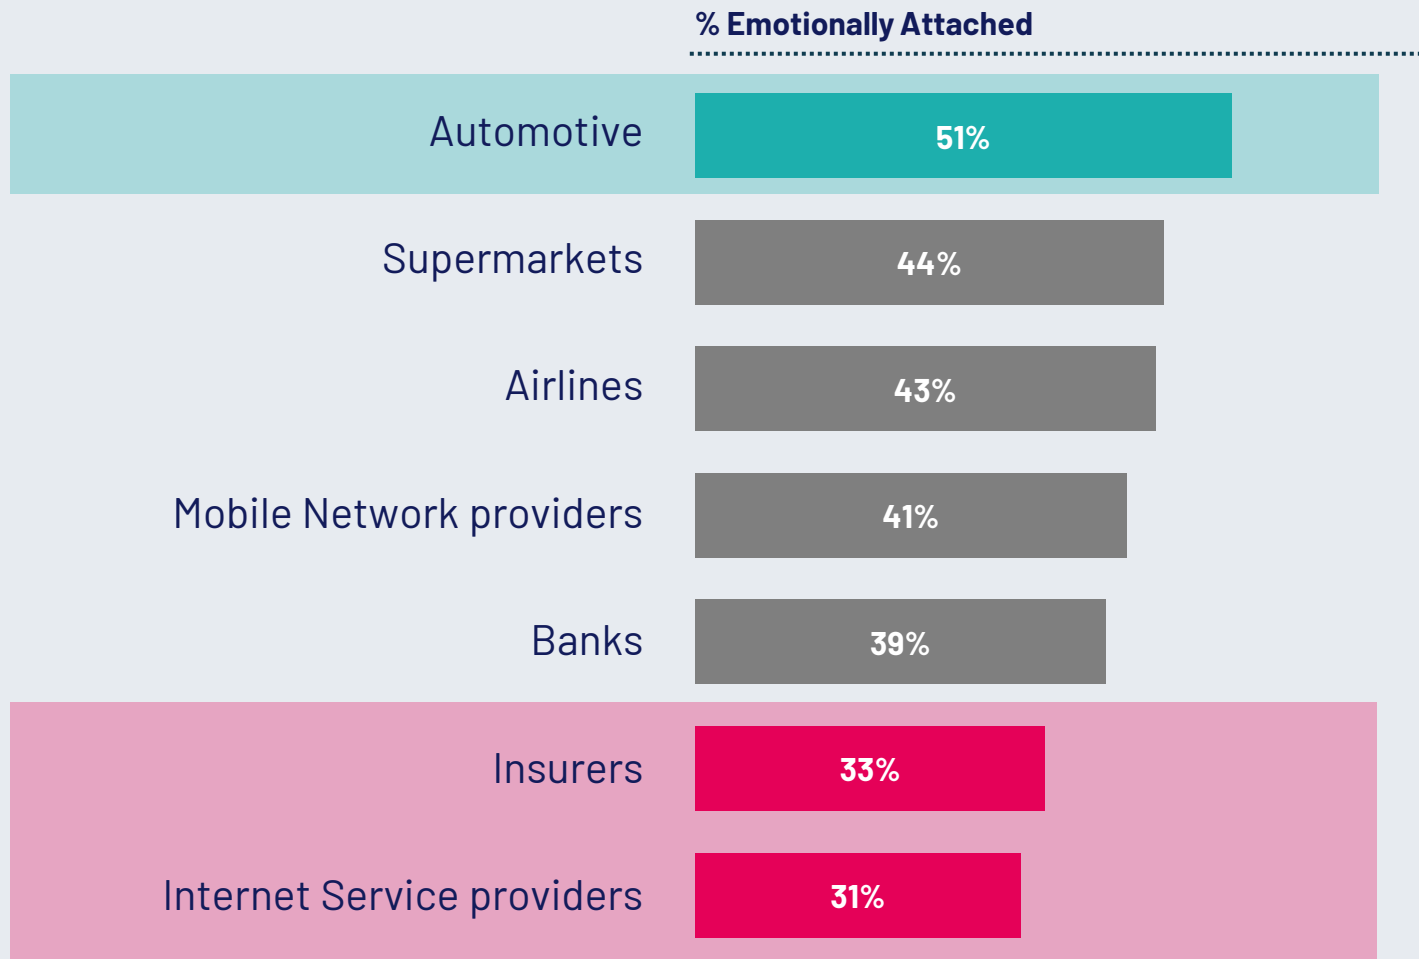 % Emotionally Attached
Automotive 51%
Supermarkets 44%
Airlines 43%
Mobile Network providers 41%
Banks 39%
Insurers 33%
Internet Service providers 31%